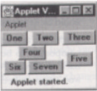 Applet V...
Applet
One Two Three
Four
Five
Six Seven
Applet started.